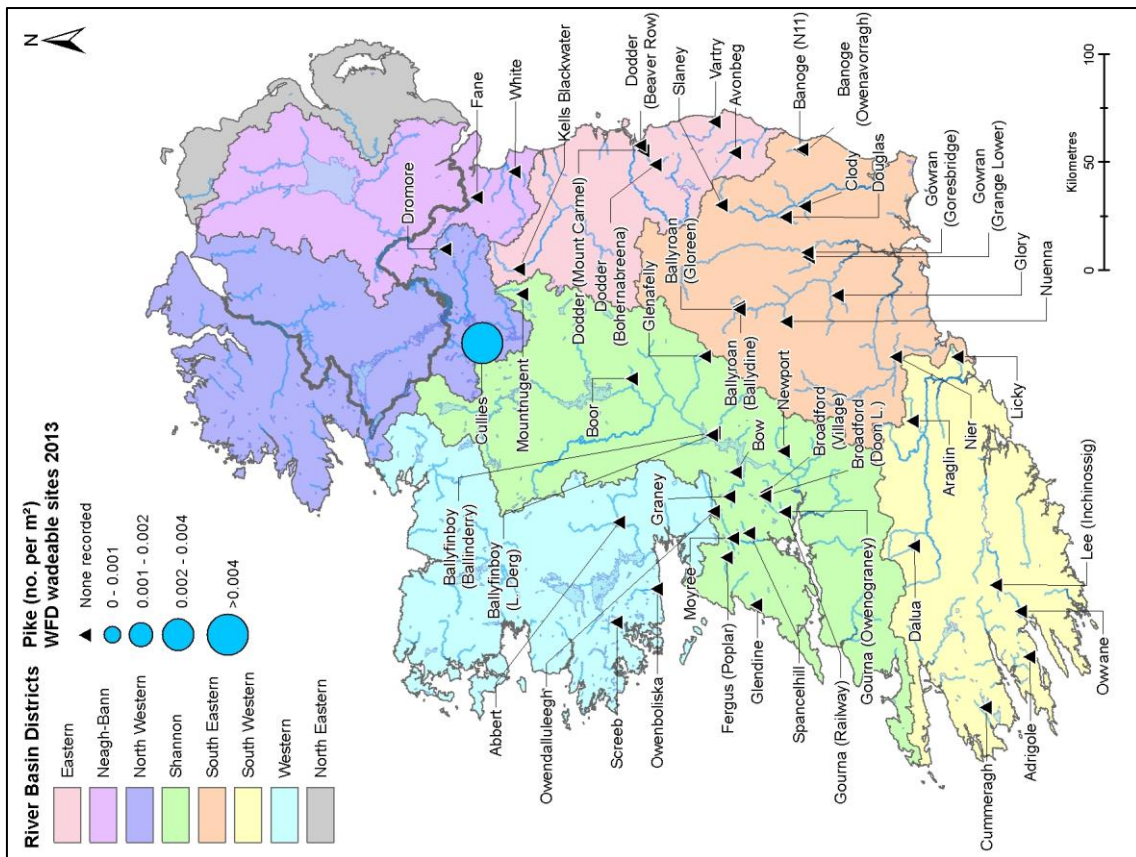 River Basin Districts
Eastern
Neagh-Bann
North Western
Shannon
South Eastern
South Western
Western
North Eastern
Pike (no. per m²)
WFD wadeable sites 2013
None recorded
0 - 0.001
0.001 - 0.002
0.002 - 0.004
>0.004
N
Dromore
Fane
White
Kells Blackwater
Cullies
Mountnugent
Bor
Dodder (Mount Carmel)
Dodder
(Bohernabreena)
Dodder
(Beaver Row)
Slaney
Vartry
Avonbeg
Banoge (N11)
Banoge
(Owenavorragh)
Clody
Douglas
Gowran
(Goresbridge)
Gowran
(Grange Lower)
Glory
Nuenna
Glenafelly
Ballyroan
(Gloreen)
Ballyroan
(Ballydine)
Newport
Bow
Broadford
(Village)
Broadford
(Doon L.)
Ballyfinboy
(Ballinderry)
Ballyfinboy
(L. Derg)
Graney
Abbert
Owendalluleegh
Screeb
Owenboliska
Moyree
Fergus (Poplar)
Glendine
Spancelhill
Gourna (Railway)
Gourna (Owenograney)
Dalua
Araglin
Nier
Licky
Lee (Inchinossig)
Owvane
Adrigole
Cummeragh
0
50
100
Kilometres